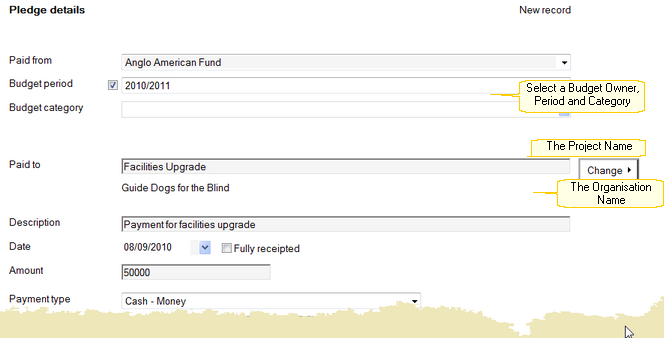 Pledge details New record
Paid from Anglo American Fund
Budget period 2010/2011
Select a Budget Owner,
Period and Category
Budget category
The Project Name
Paid to Facilities Upgrade Change
Guide Dogs for the Blind
The Organisation
Name
Description Payment for facilities upgrade
Date 08/09/2010 Fully receipted
Amount 50000
Payment type Cash - Money